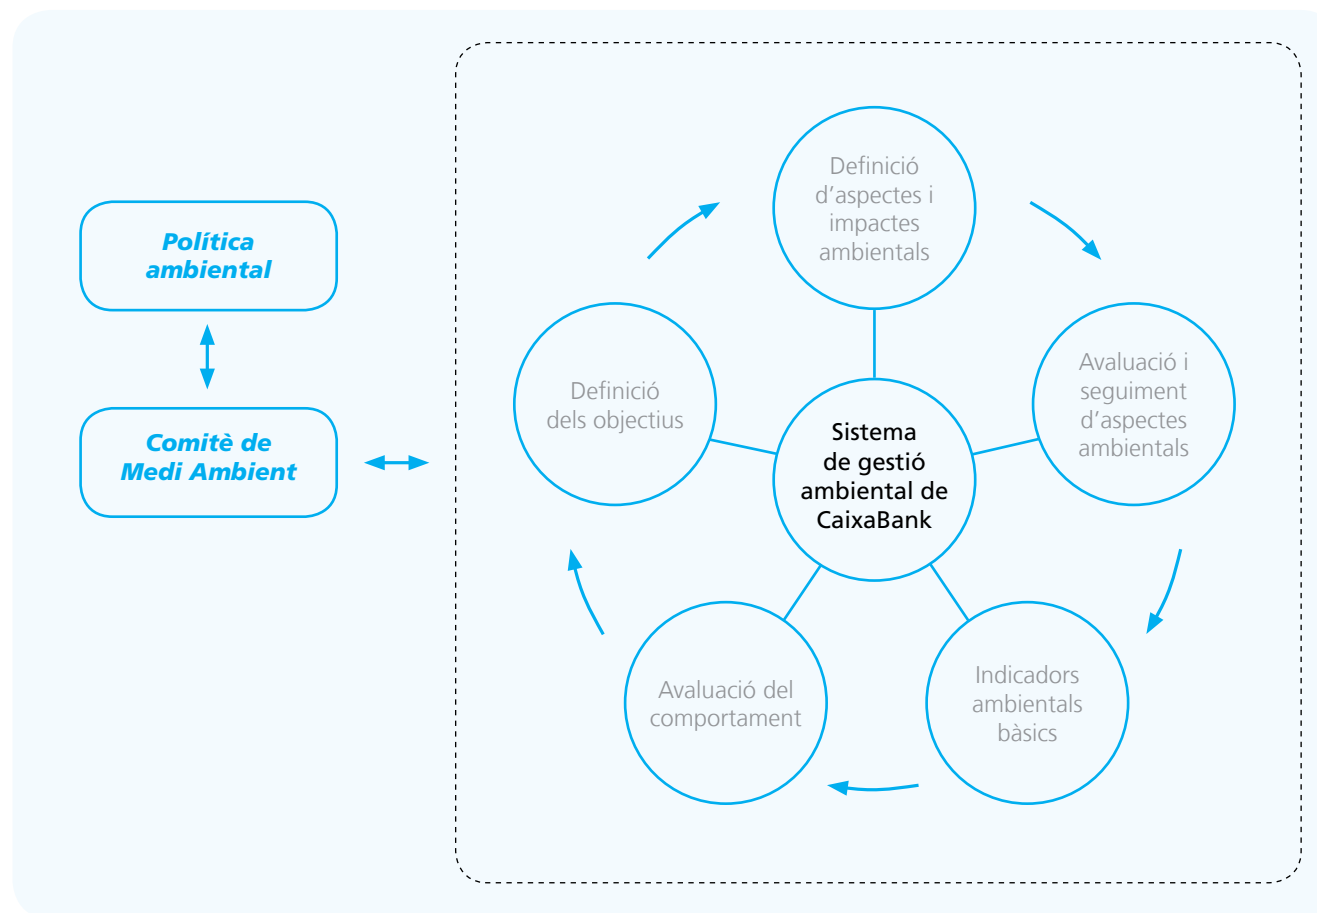 Política
ambiental
Comitè de
Medi Ambient
Definició
d’aspectes i
impactes
ambientals
Avaluació i
seguiment
d’aspectes
ambientals
Indicadors
ambientals
bàsics
Avaluació del
comportament
Definició
dels objectius
Sistema
de gestió
ambiental de
CaixaBank